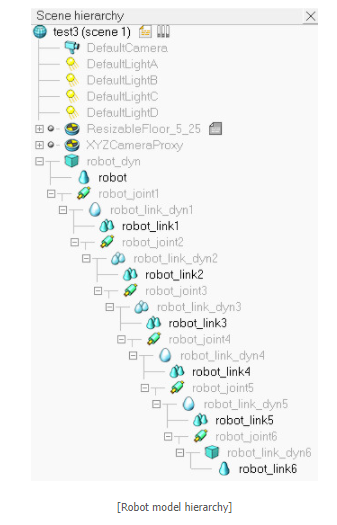 Scene hierarchy
test3 (scene 1)
DefaultCamera
DefaultLightA
DefaultLightB
DefaultLightC
DefaultLightD
ResizableFloor_5_25
XYZCameraProxy
robot_dyn
robot
robot_joint1
robot_link_dyn1
robot_link1
robot_joint2
robot_link_dyn2
robot_link2
robot_joint3
robot_link_dyn3
robot_link3
robot_joint4
robot_link_dyn4
robot_link4
robot_joint5
robot_link_dyn5
robot_link5
robot_joint6
robot_link_dyn6
robot_link6
[Robot model hierarchy]